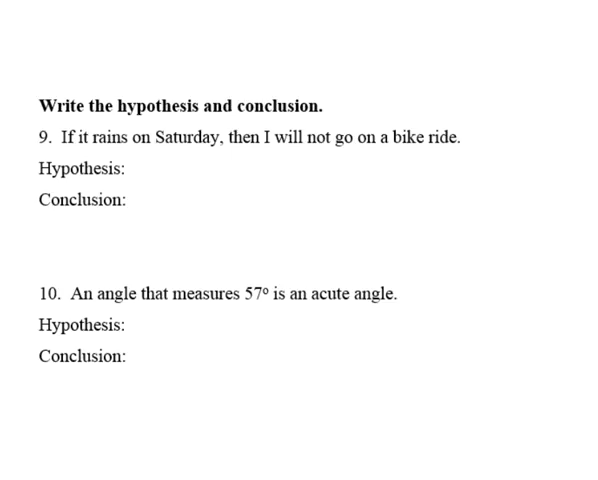 Write the hypothesis and conclusion.
9. If it rains on Saturday, then I will not go on a bike ride.
Hypothesis:
Conclusion:
10. An angle that measures 57° is an acute angle.
Hypothesis:
Conclusion: